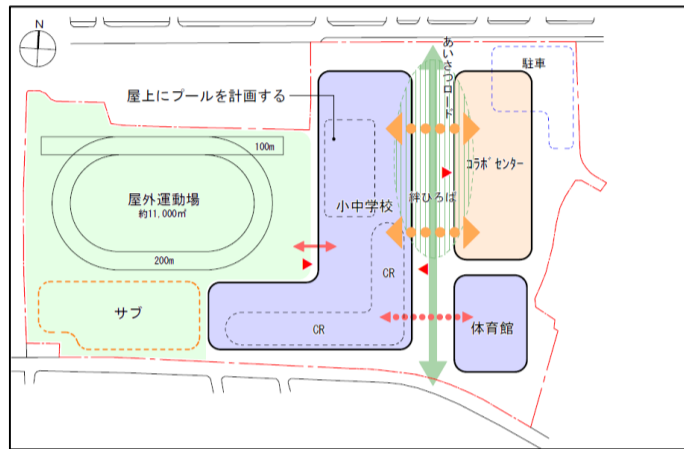 N
あいさつロード
駐車
屋上にプールを計画する
100m
コラボセンター
屋外運動場
約11,000㎡
小中学校
絆ひろば
200m
CR
サブ
CR
体育館